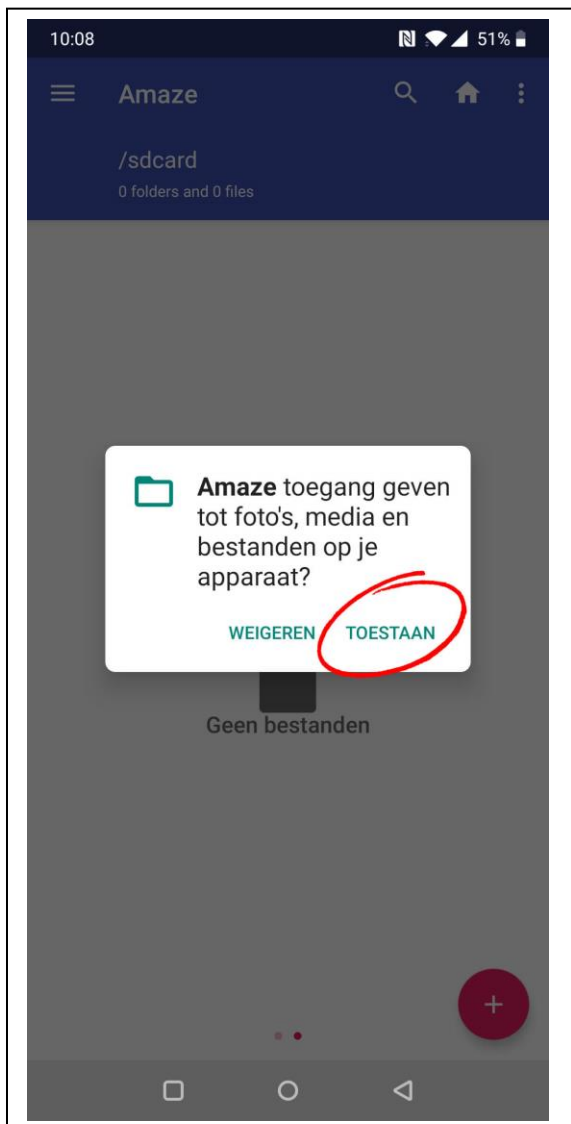 10:08 51%
Amaze
/sdcard
0 folders and 0 files
Amaze toegang geven
tot foto's, media en
bestanden op je
apparaat?
WEIGEREN TOESTAAN
Geen bestanden